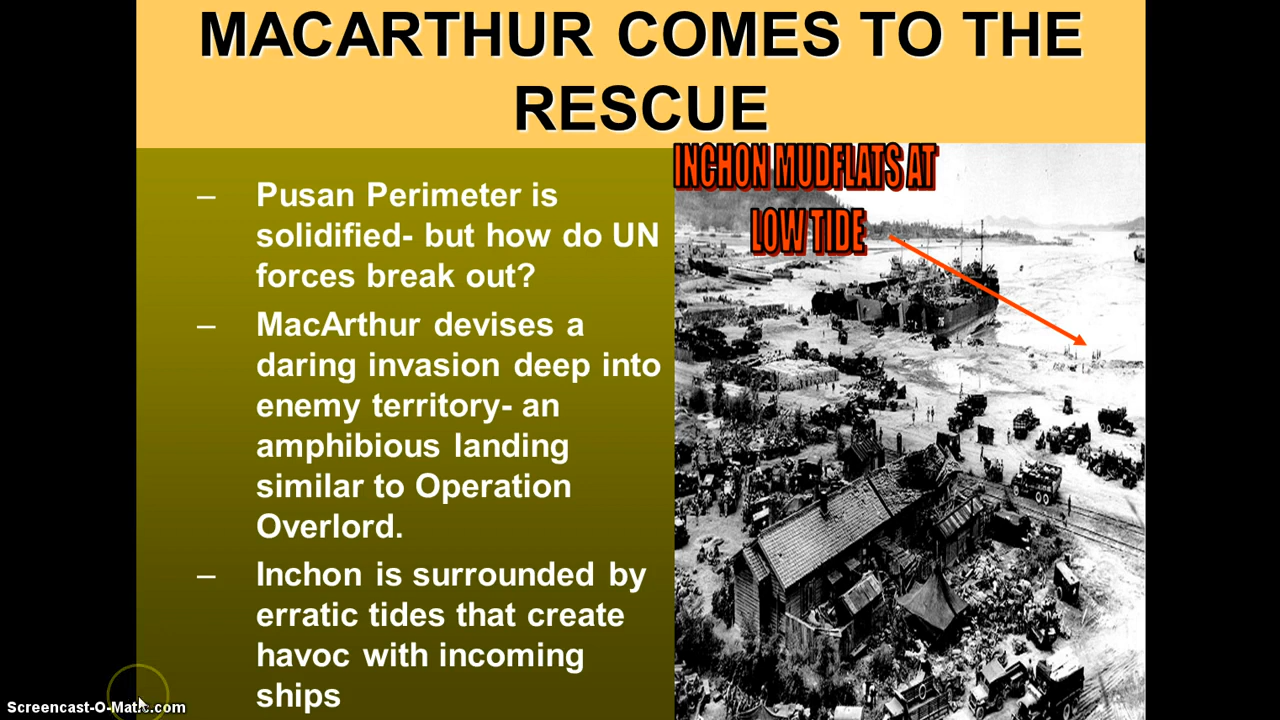 MACARTHUR COMES TO THE
RESCUE
– Pusan Perimeter is
solidified- but how do UN
forces break out?
– MacArthur devises a
daring invasion deep into
enemy territory- an
amphibious landing
similar to Operation
Overlord.
– Inchon is surrounded by
erratic tides that create
havoc with incoming
ships
INCHON MUDFLATS AT
LOW TIDE
Screencast-O-Matic.com